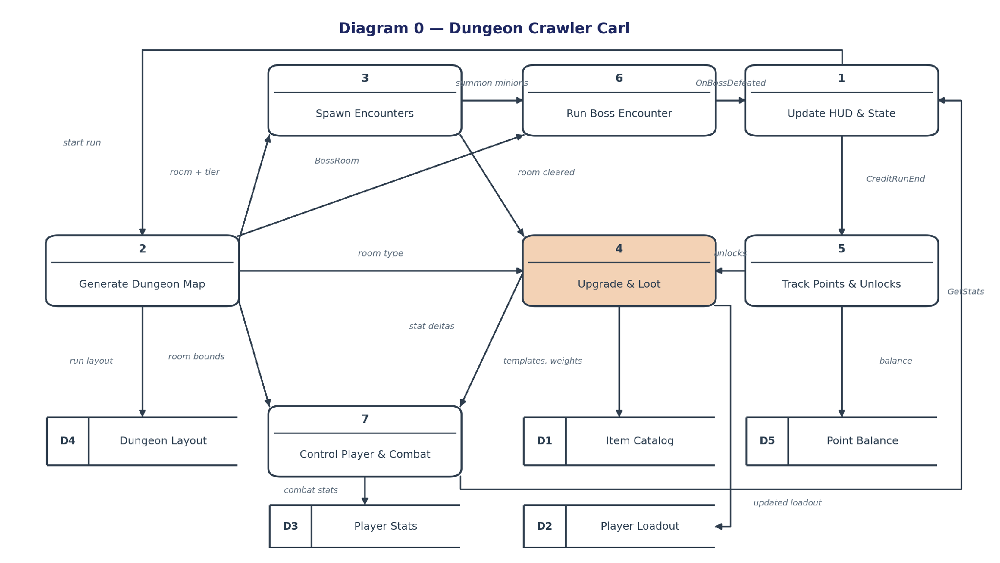 Diagram 0 — Dungeon Crawler Carl
3
summon minions
6
OnBossDefeated
1
Spawn Encounters
Run Boss Encounter
Update HUD & State
start run
BossRoom
room + tier
room cleared
CreditRunEnd
2
room type
4
unlocks
5
Generate Dungeon Map
Upgrade & Loot
Track Points & Unlocks
GetStats
stat deltas
run layout
room bounds
templates, weights
balance
7
D4
Dungeon Layout
Control Player & Combat
D1
Item Catalog
D5
Point Balance
combat stats
updated loadout
D3
Player Stats
D2
Player Loadout